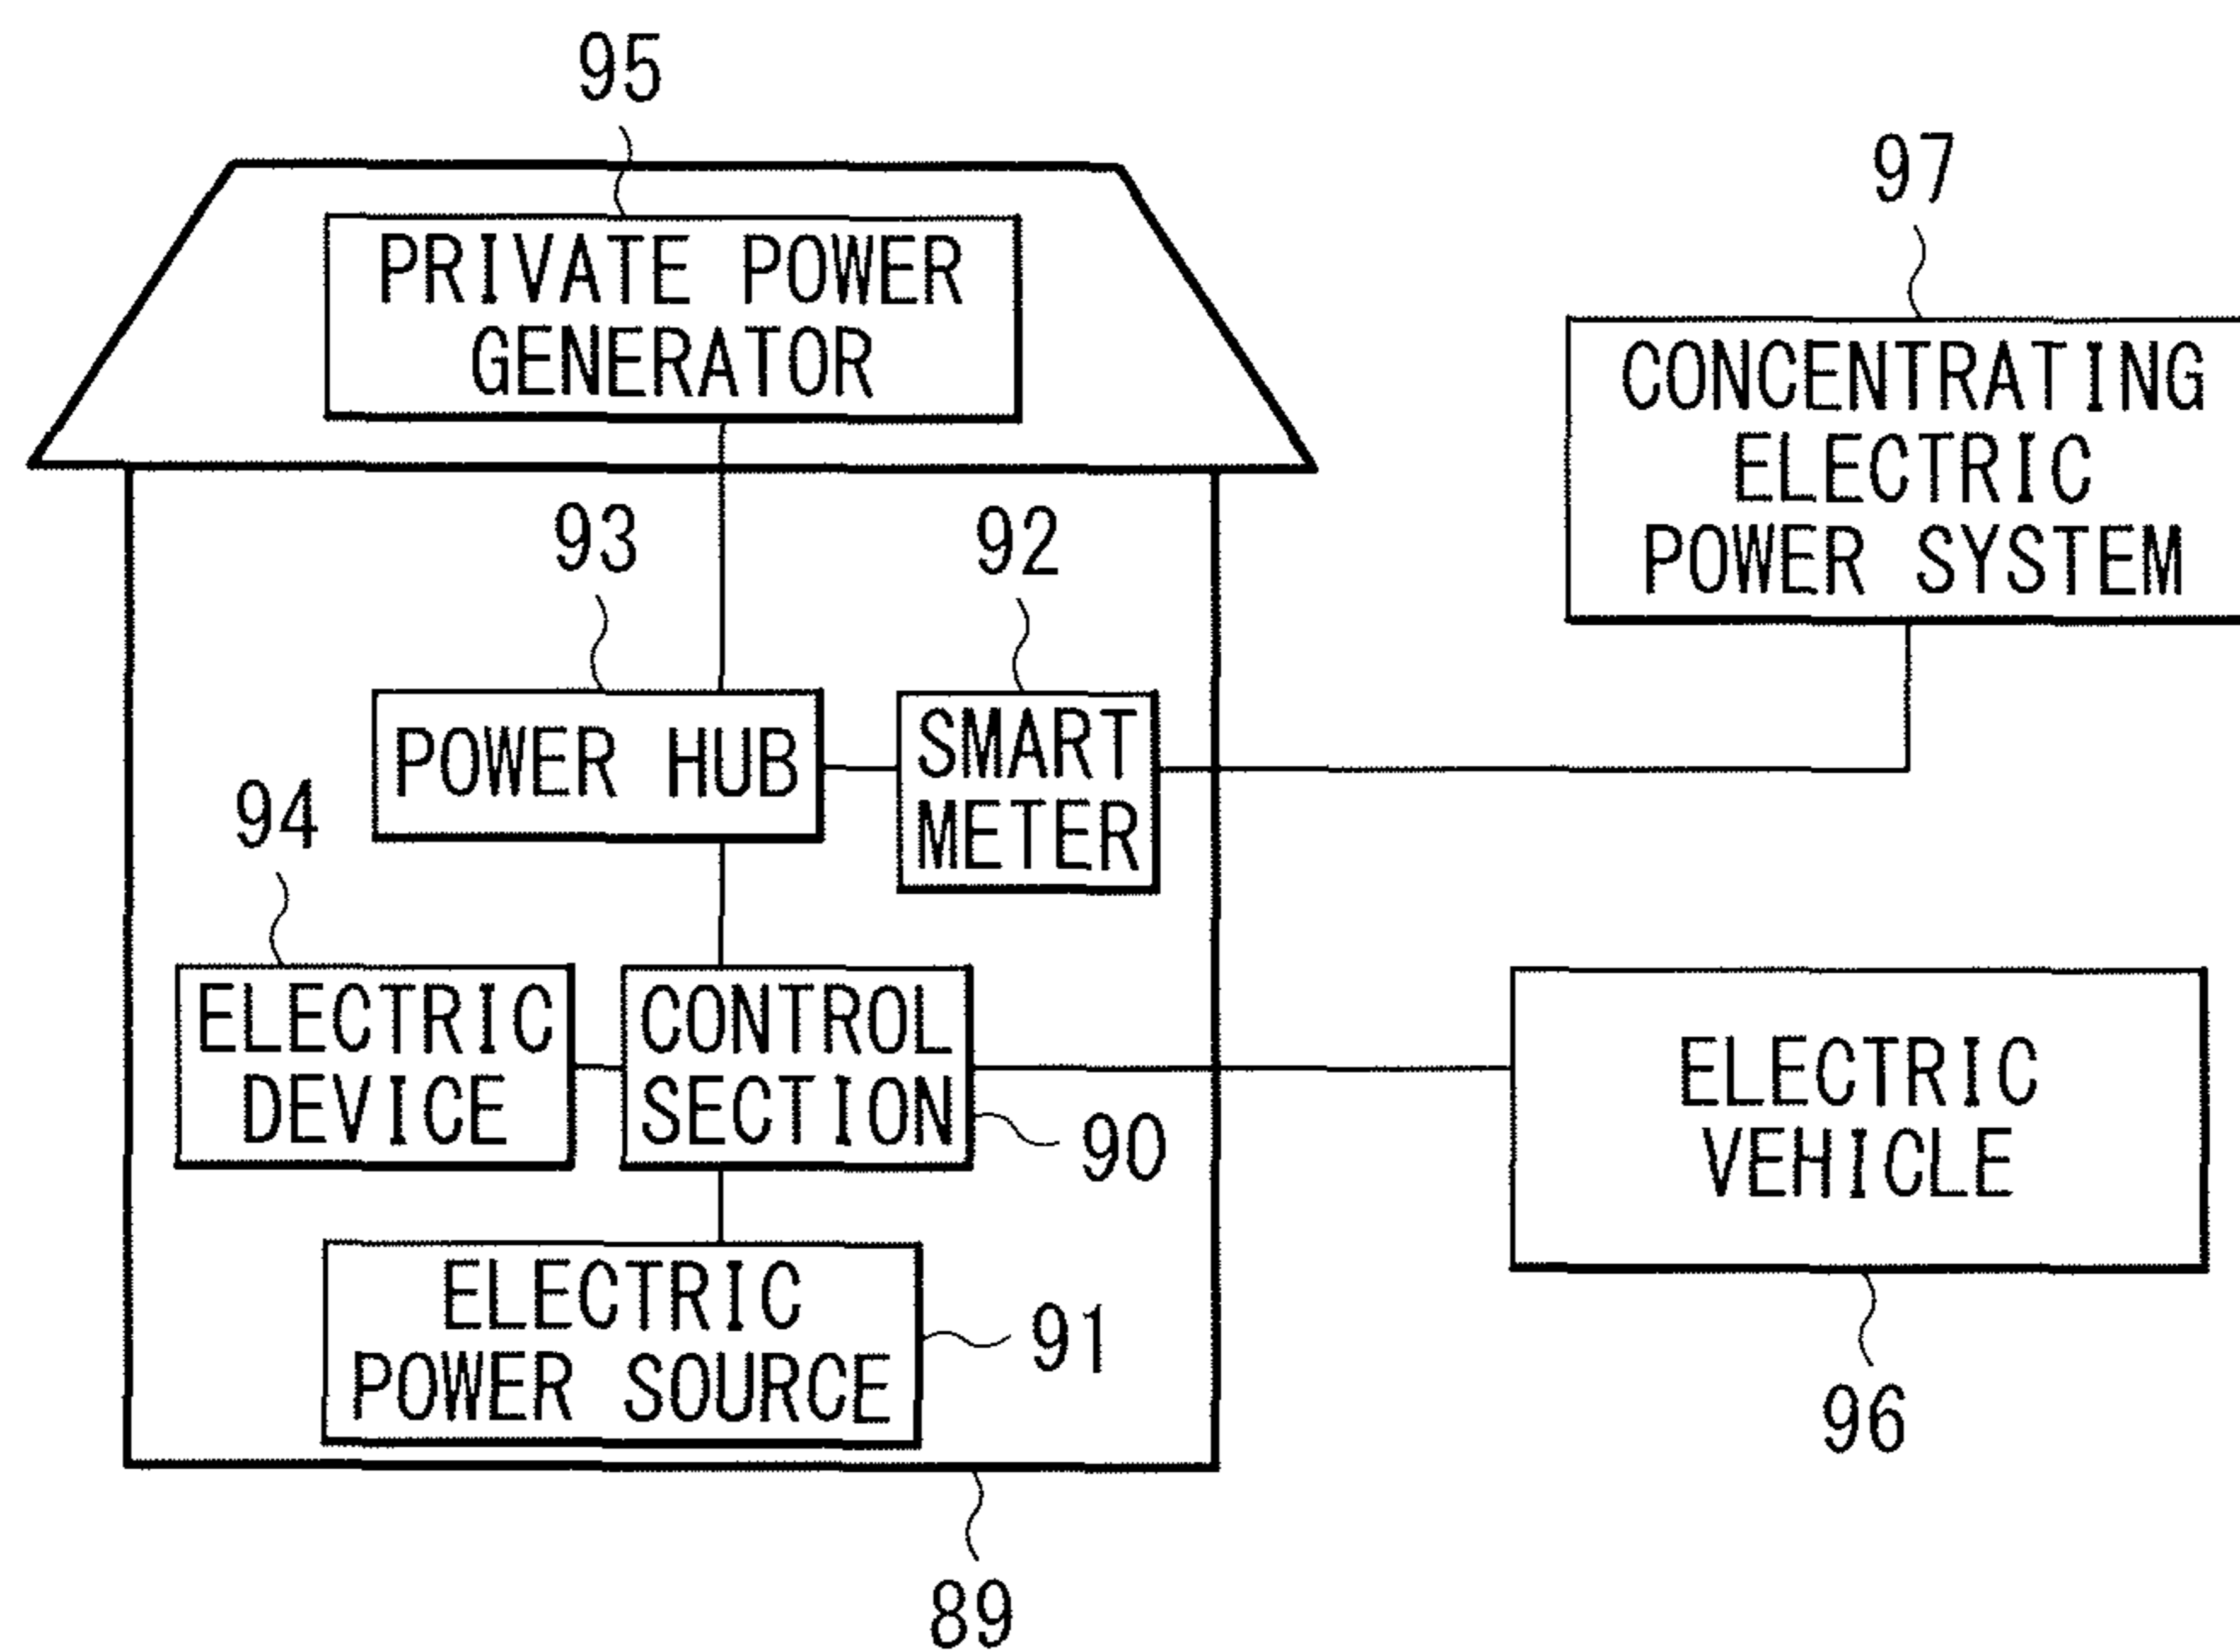 95
PRIVATE POWER
GENERATOR
97
CONCENTRATING
ELECTRIC
POWER SYSTEM
93
92
POWER HUB
SMART
METER
94
ELECTRIC
DEVICE
CONTROL
SECTION
90
ELECTRIC
VEHICLE
96
ELECTRIC
POWER SOURCE
91
89